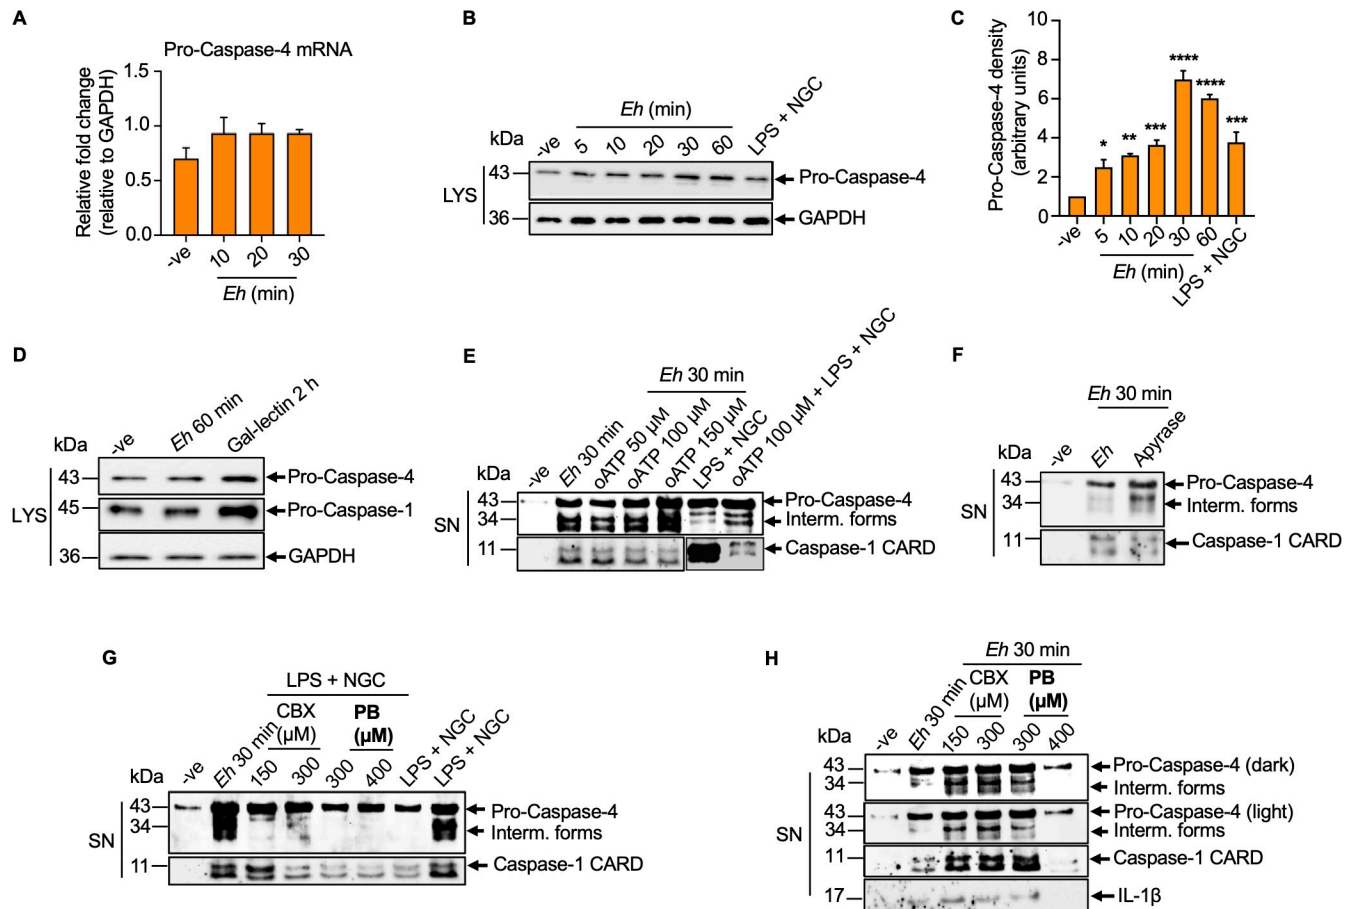 A
Pro-Caspase-4 mRNA
Relative fold change
(relative to GAPDH)
1.5
1.0
0.5
0.0
-ve
10
20
30
Eh (min)
B
Eh (min)
kDa
-ve
5
10
20
30
60
LPS + NGC
LYS
43
Pro-Caspase-4
36
GAPDH
C
Pro-Caspase-4 density
(arbitrary units)
10
8
6
4
2
0
*
**
***
****
****
***
-ve
5
10
20
30
60
LPS + NGC
Eh (min)
D
kDa
-ve
Eh 60 min
Gal-lectin 2 h
LYS
43
Pro-Caspase-4
45
Pro-Caspase-1
36
GAPDH
E
Eh 30 min
kDa
-ve
Eh 30 min
oATP 50 µM
oATP 100 µM
oATP 150 µM
LPS + NGC
oATP 100 µM + LPS + NGC
SN
43
Pro-Caspase-4
34
Interm. forms
11
Caspase-1 CARD
F
Eh 30 min
kDa
-ve
Eh
Apyrase
SN
43
Pro-Caspase-4
34
Interm. forms
11
Caspase-1 CARD
G
LPS + NGC
CBX
(µM)
PB
(µM)
kDa
-ve
Eh 30 min
150
300
300
400
LPS + NGC
LPS + NGC
SN
43
Pro-Caspase-4
34
Interm. forms
11
Caspase-1 CARD
H
Eh 30 min
CBX
(µM)
PB
(µM)
kDa
-ve
Eh 30 min
150
300
300
400
SN
43
Pro-Caspase-4 (dark)
34
Interm. forms
43
Pro-Caspase-4 (light)
34
Interm. forms
11
Caspase-1 CARD
17
IL-1β